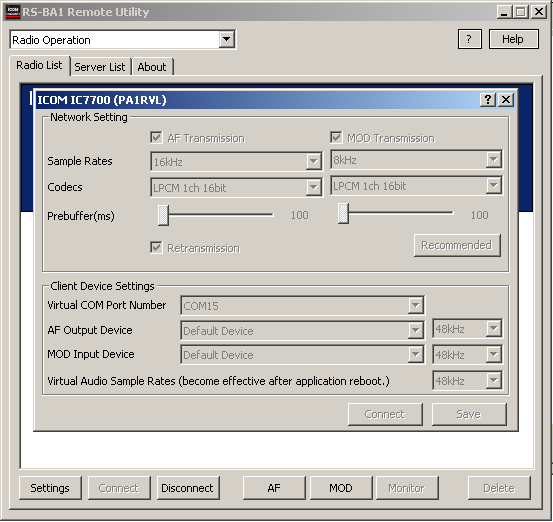 ICOM RS-BA1 Remote Utility
Radio Operation ? Help
Radio List Server List About
ICOM IC7700 (PA1RVL) ?
Network Setting
AF Transmission MOD Transmission
Sample Rates 16kHz 8kHz
Codecs LPCM 1ch 16bit LPCM 1ch 16bit
Prebuffer(ms) 100 100
Retransmission Recommended
Client Device Settings
Virtual COM Port Number COM15
AF Output Device Default Device 48kHz
MOD Input Device Default Device 48kHz
Virtual Audio Sample Rates (become effective after application reboot.) 48kHz
Connect Save
Settings Connect Disconnect AF MOD Monitor Delete